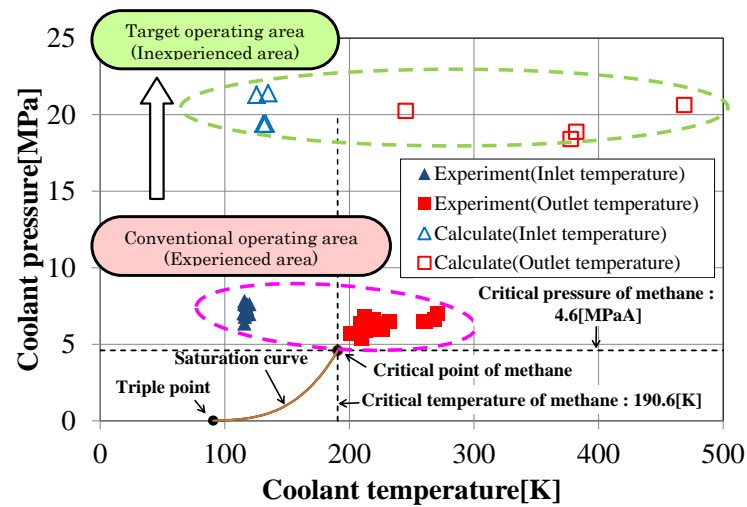 Target operating area
(Inexperienced area)
25
20
15
10
5
0
Coolant pressure[MPa]
Experiment(Inlet temperature)
Experiment(Outlet temperature)
Calculate(Inlet temperature)
Calculate(Outlet temperature)
Conventional operating area
(Experienced area)
Critical pressure of methane :
4.6[MPaA]
Saturation curve
Critical point of methane
Triple point
Critical temperature of methane : 190.6[K]
0
100
200
300
400
500
Coolant temperature[K]